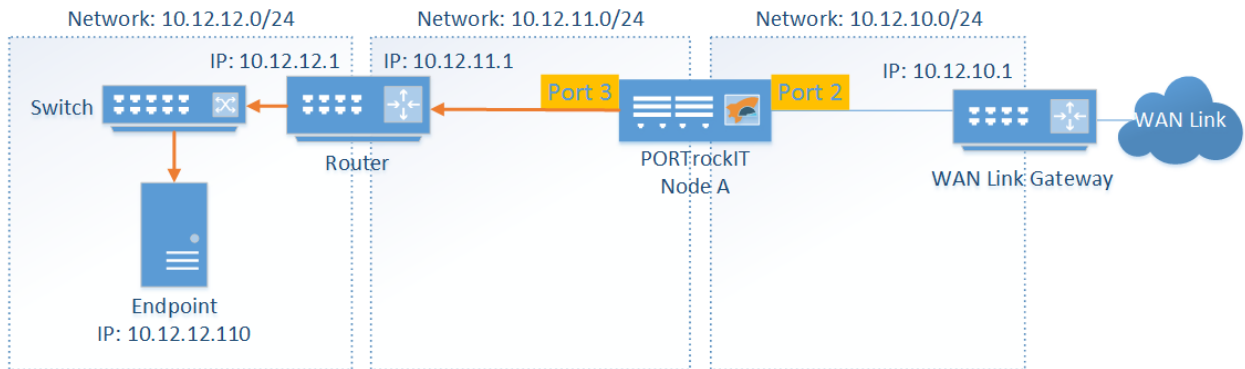 Network: 10.12.12.0/24
Network: 10.12.11.0/24
Network: 10.12.10.0/24
IP: 10.12.12.1
IP: 10.12.11.1
IP: 10.12.10.1
Port 3
Port 2
Switch
Router
PORTrockIT
Node A
WAN Link Gateway
WAN Link
Endpoint
IP: 10.12.12.110